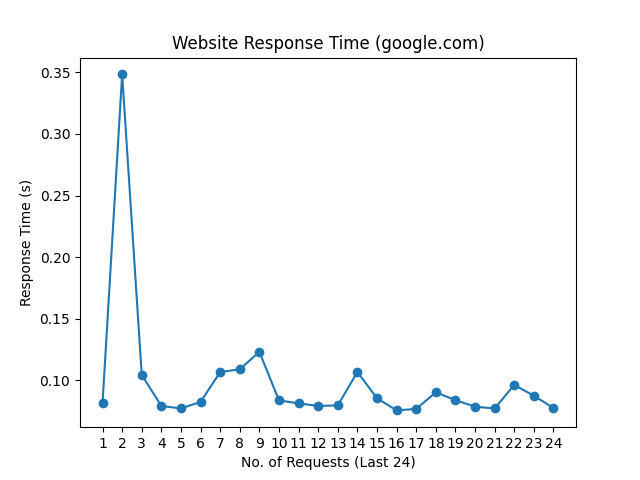 Website Response Time (google.com)
0.35
0.30
0.25
0.20
0.15
0.10
Response Time (s)
1 2 3 4 5 6 7 8 9 10 11 12 13 14 15 16 17 18 19 20 21 22 23 24
No. of Requests (Last 24)